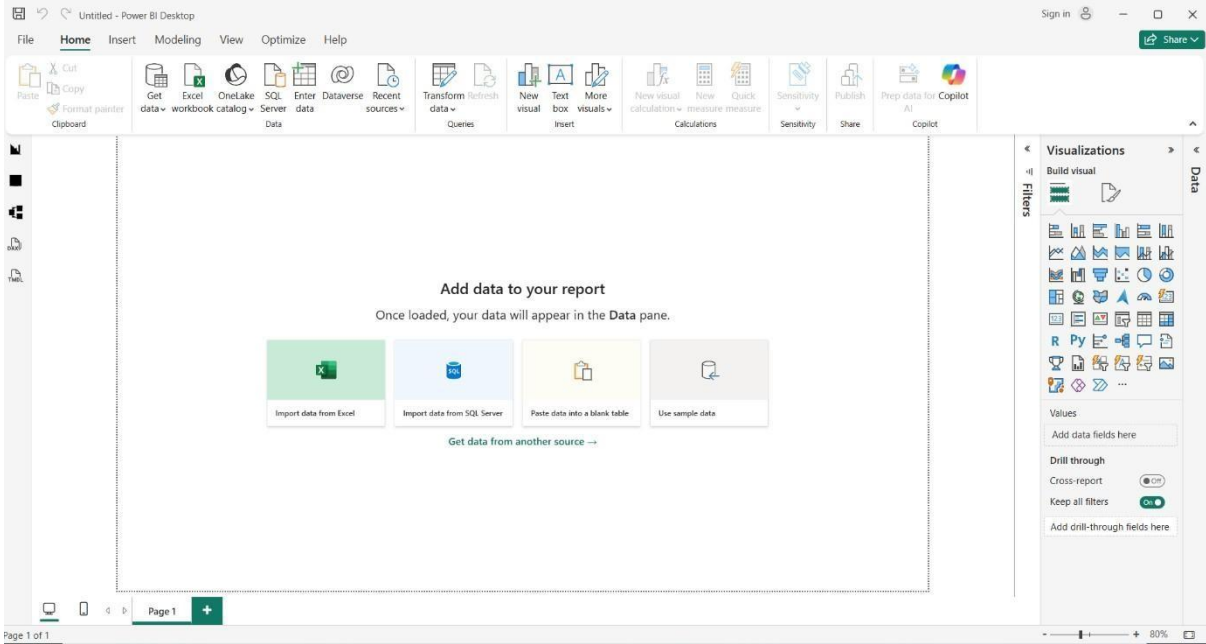 Untitled - Power BI Desktop
Sign in
File Home Insert Modeling View Optimize Help
Share
Paste
Cut
Copy
Format painter
Clipboard
Get data
Excel workbook
OneLake catalog
SQL Server
Enter data
Dataverse
Recent sources
Data
Transform data
Refresh
Queries
New visual
Text box
More visuals
Insert
New visual calculation
New measure
Quick measure
Calculations
Sensitivity
Sensitivity
Publish
Share
Prep data for AI
Copilot
Copilot
DAX
TMDL
Add data to your report
Once loaded, your data will appear in the Data pane.
SQL
Import data from Excel
Import data from SQL Server
Paste data into a blank table
Use sample data
Get data from another source →
Filters
Visualizations
Build visual
123
R Py
...
Values
Add data fields here
Drill through
Cross-report
Off
Keep all filters
On
Add drill-through fields here
Data
Page 1
+
Page 1 of 1
- + 80%